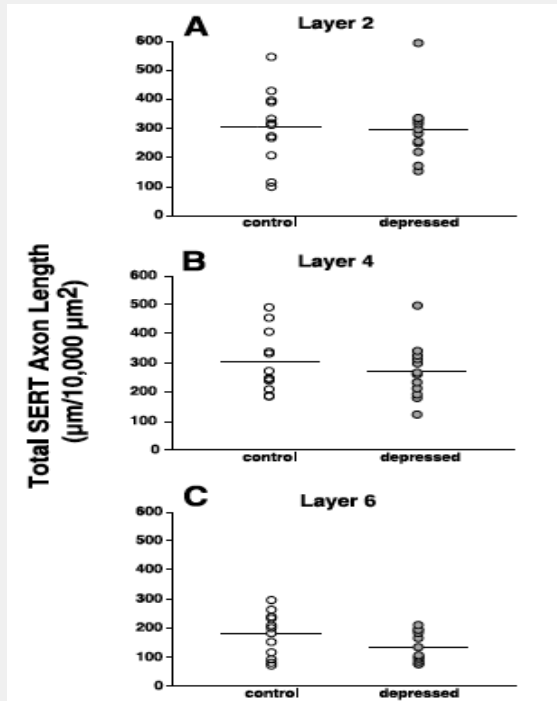 Total SERT Axon Length
(µm/10,000 µm²)
A
Layer 2
600
500
400
300
200
100
0
control
depressed
B
Layer 4
600
500
400
300
200
100
0
control
depressed
C
Layer 6
600
500
400
300
200
100
0
control
depressed